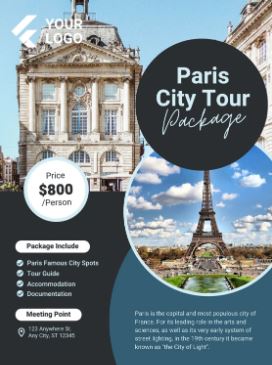 YOUR
LOGO
Paris
City Tour
Package
Price
$800
/Person
Package Include
Paris Famous City Spots
Tour Guide
Accommodation
Documentation
Meeting Point
123 Anywhere St.
Any City, ST 12345
Paris is the capital and most populous city of
France. For its leading role in the arts and
sciences, as well as its very early system of
street lighting, in the 19th century it became
known as "the City of Light".